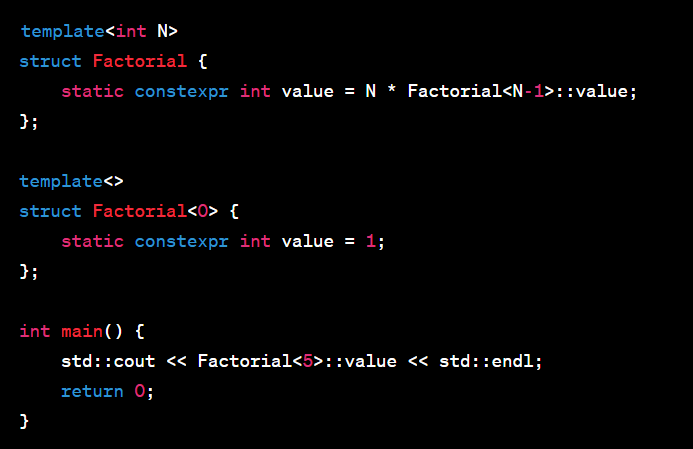 template<int N>
struct Factorial {
    static constexpr int value = N * Factorial<N-1>::value;
};

template<>
struct Factorial<0> {
    static constexpr int value = 1;
};

int main() {
    std::cout << Factorial<5>::value << std::endl;
    return 0;
}